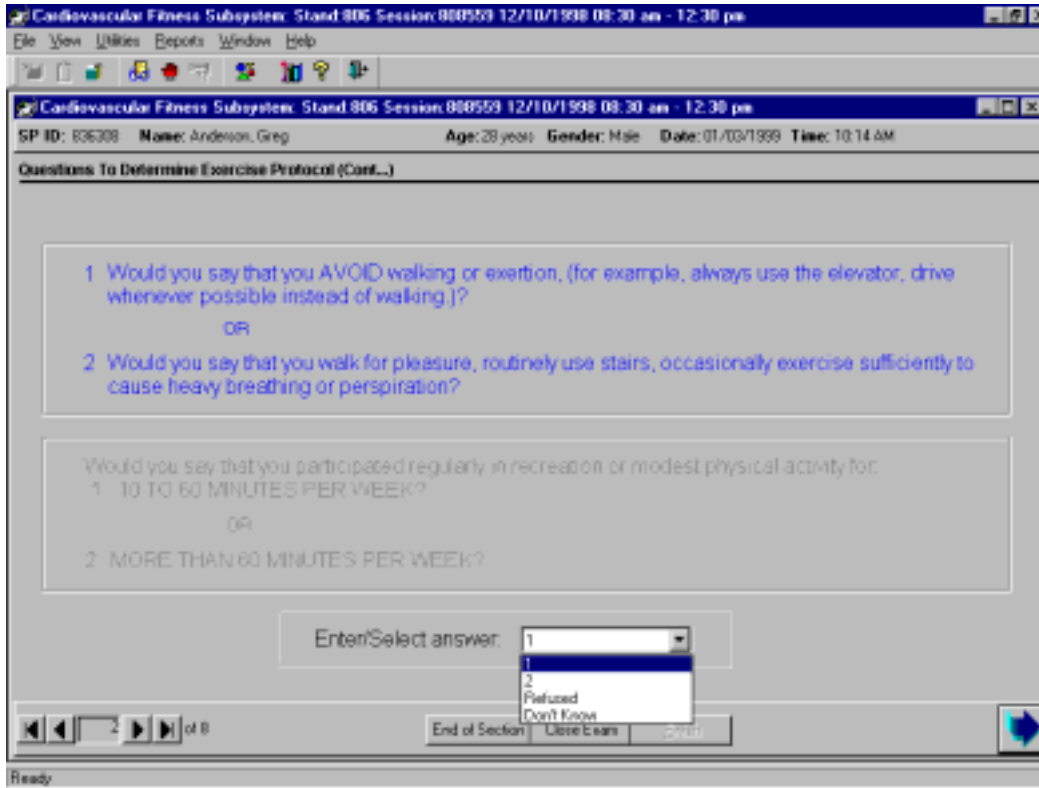 Cardiovascular Fitness Subsystem: Stand:806 Session:808559 12/10/1998 08:30 am - 12:30 pm
File View Utilities Reports Window Help
Cardiovascular Fitness Subsystem: Stand:806 Session:808559 12/10/1998 08:30 am - 12:30 pm
SP ID: 836308 Name: Anderson, Greg Age: 28 years Gender: Male Date: 01/03/1999 Time: 10:14 AM
Questions To Determine Exercise Protocol (Cont...)
1 Would you say that you AVOID walking or exertion, (for example, always use the elevator, drive
whenever possible instead of walking.)?
OR
2 Would you say that you walk for pleasure, routinely use stairs, occasionally exercise sufficiently to
cause heavy breathing or perspiration?
Would you say that you participated regularly in recreation or modest physical activity for:
1 10 TO 60 MINUTES PER WEEK?
OR
2 MORE THAN 60 MINUTES PER WEEK?
Enter/Select answer: 1
1
2
Refused
Don't Know
2 of 8 End of Section Close Exam
Ready